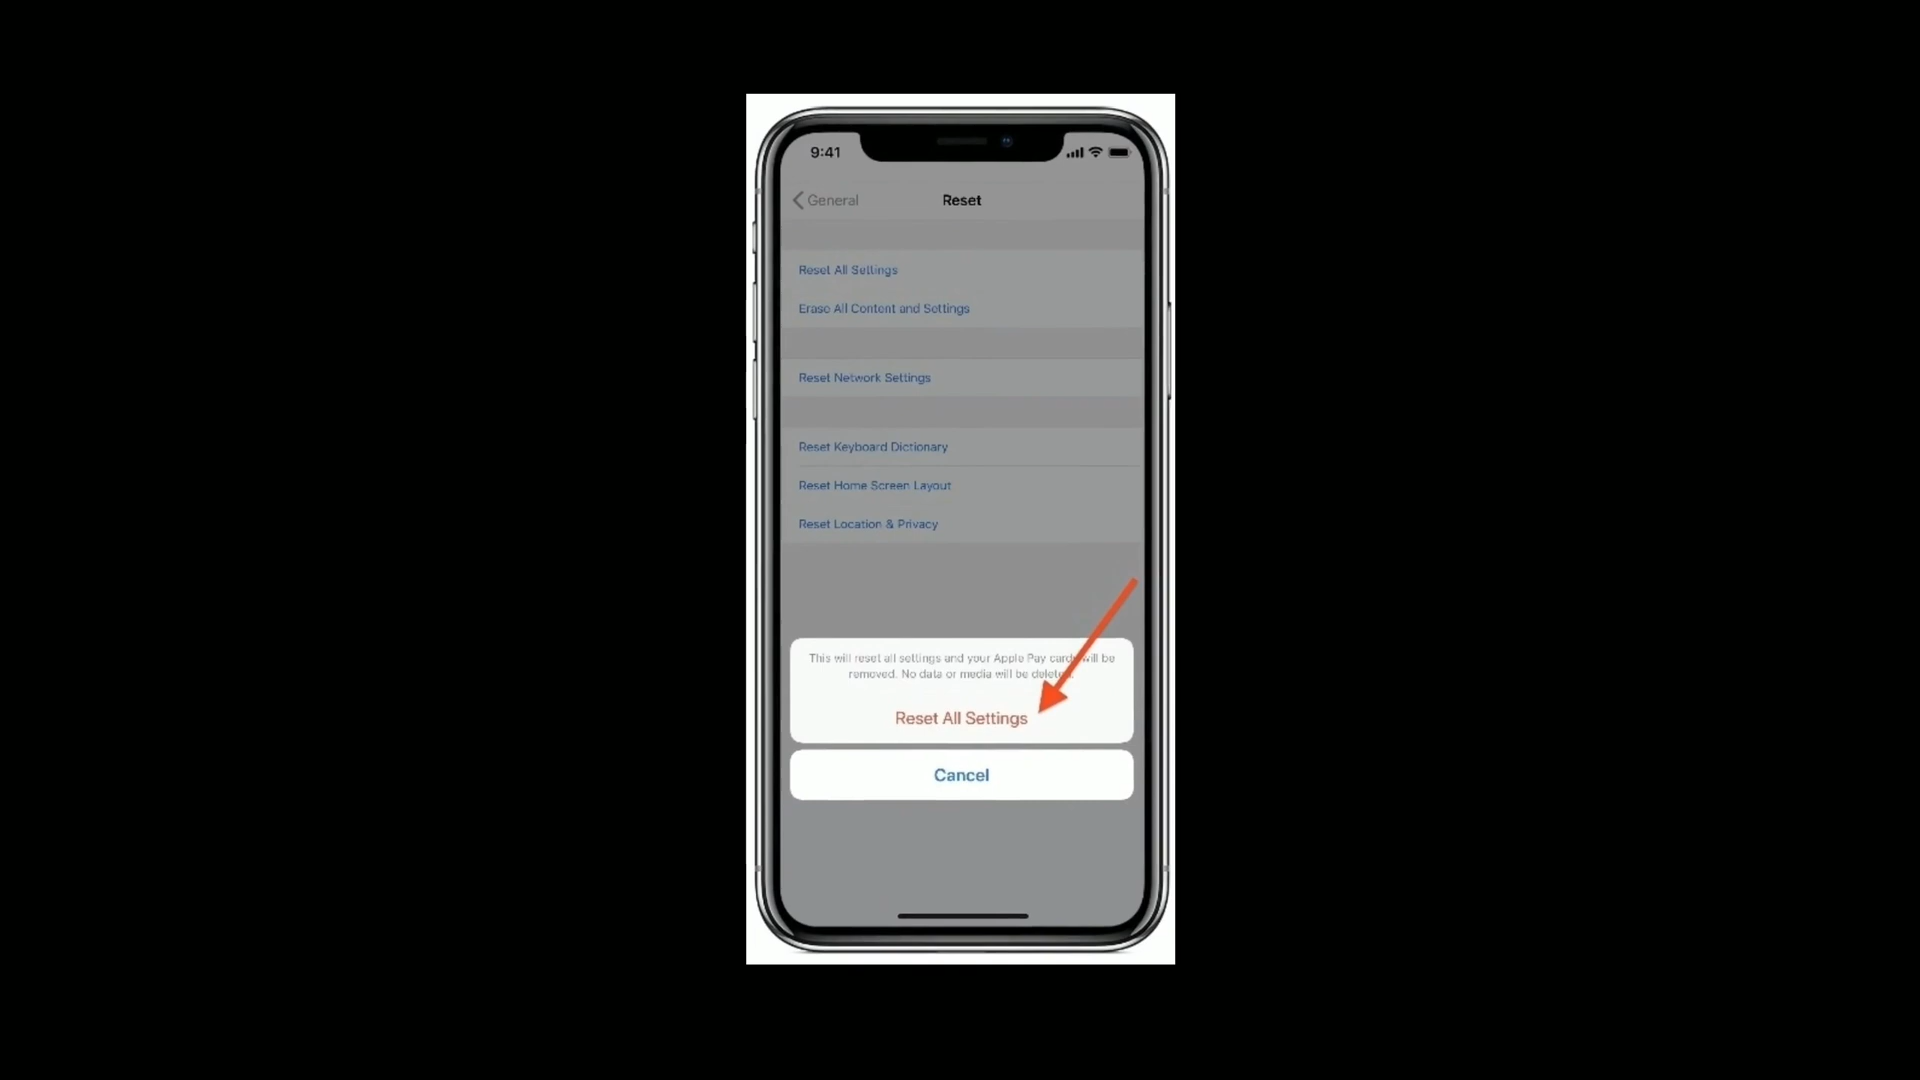 9:41
General
Reset
Reset All Settings
Erase All Content and Settings
Reset Network Settings
Reset Keyboard Dictionary
Reset Home Screen Layout
Reset Location & Privacy
This will reset all settings and your Apple Pay cards will be
removed. No data or media will be deleted.
Reset All Settings
Cancel